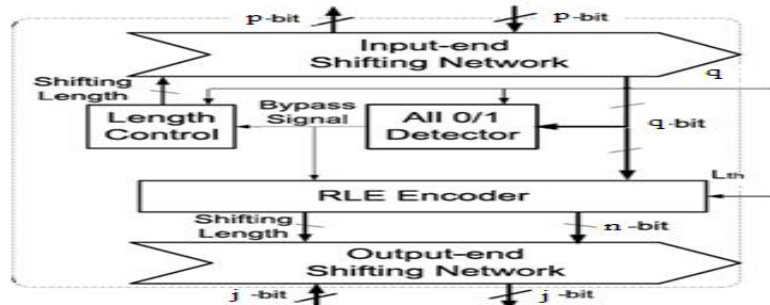 p-bit p-bit
Input-end
Shifting Network
Shifting
Length
q
Length
Control
Bypass
Signal
All 0/1
Detector
q-bit
Lth
RLE Encoder
Shifting
Length
n-bit
Output-end
Shifting Network
j-bit j-bit